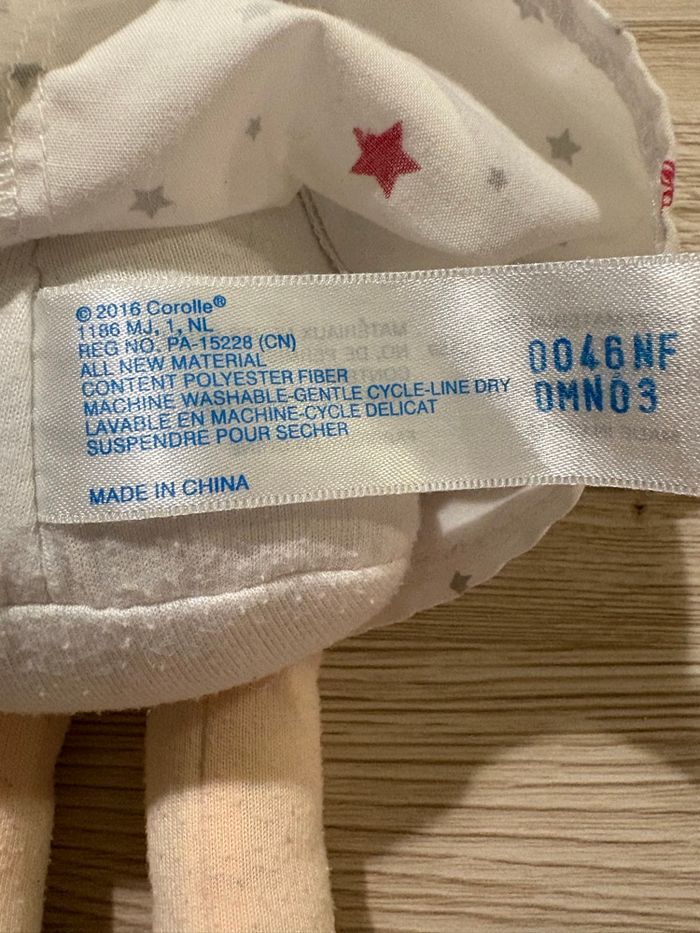 © 2016 Corolle®
1186 MJ, 1, NL
REG NO. PA-15228 (CN)
ALL NEW MATERIAL
CONTENT POLYESTER FIBER
MACHINE WASHABLE-GENTLE CYCLE-LINE DRY
LAVABLE EN MACHINE-CYCLE DELICAT
SUSPENDRE POUR SECHER
MADE IN CHINA
0046NF
DMN03